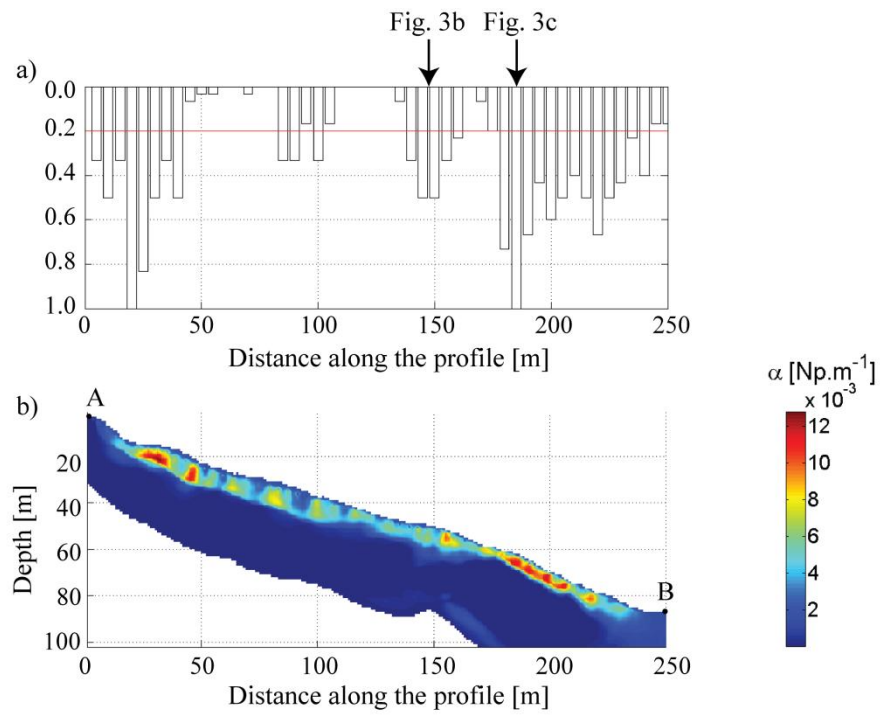 Fig. 3b Fig. 3c
a)
0.0
0.2
0.4
0.6
0.8
1.0
0 50 100 150 200 250
Distance along the profile [m]
α [Np.m⁻¹]
x 10⁻³
b)
A
12
20
10
40
8
Depth [m]
60
6
80
B
4
100
2
0 50 100 150 200 250
Distance along the profile [m]